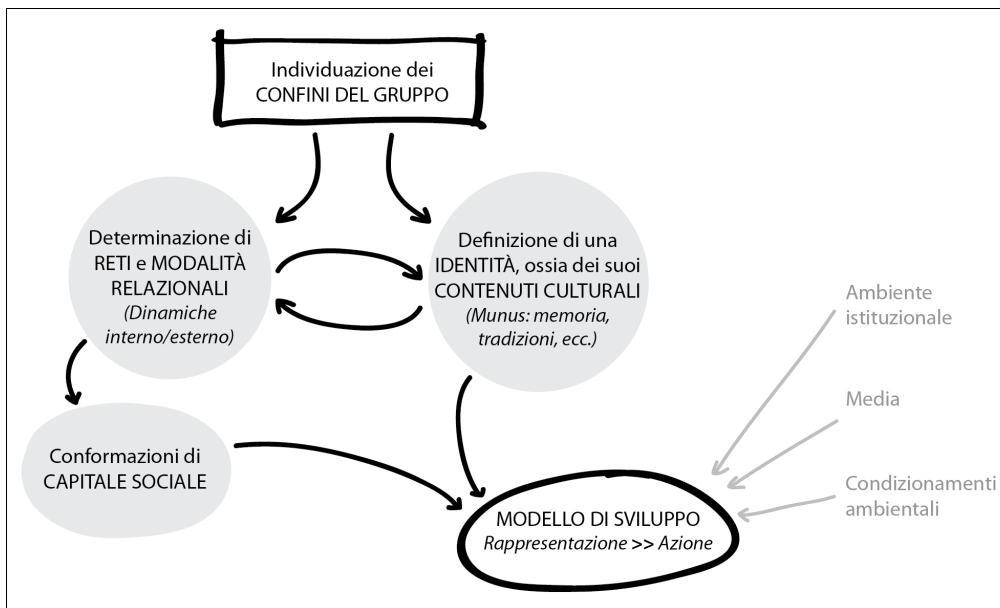 Individuazione dei
CONFINI DEL GRUPPO
Determinazione di
RETI e MODALITÀ
RELAZIONALI
(Dinamiche
interno/esterno)
Definizione di una
IDENTITÀ, ossia dei suoi
CONTENUTI CULTURALI
(Munus: memoria,
tradizioni, ecc.)
Ambiente
istituzionale
Media
Condizionamenti
ambientali
Conformazioni di
CAPITALE SOCIALE
MODELLO DI SVILUPPO
Rappresentazione >> Azione